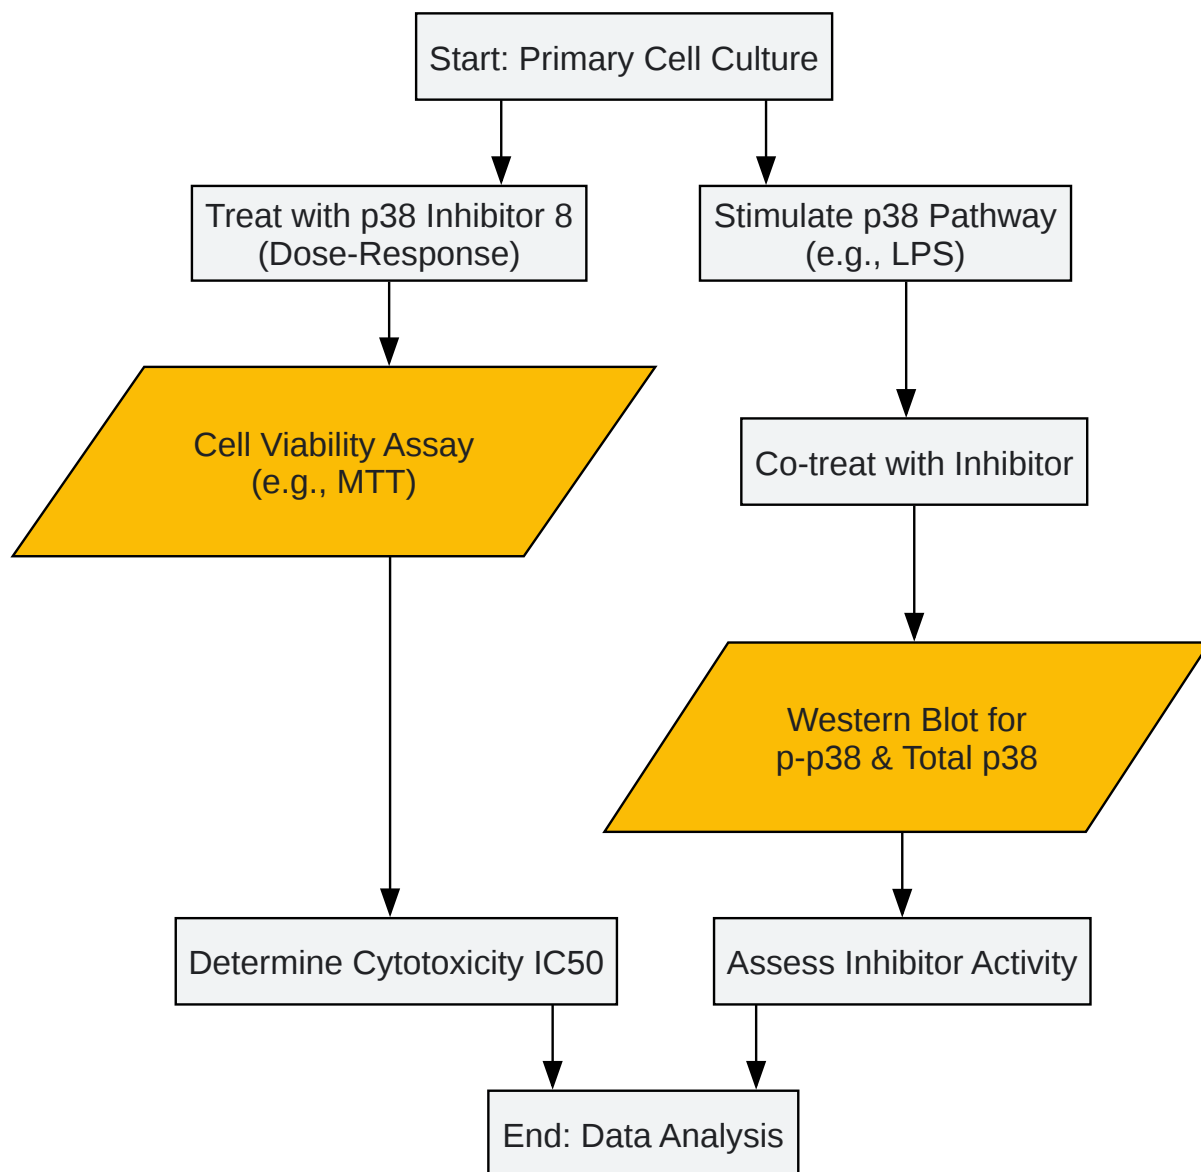 Start: Primary Cell Culture
Treat with p38 Inhibitor 8
(Dose-Response)
Stimulate p38 Pathway
(e.g., LPS)
Cell Viability Assay
(e.g., MTT)
Co-treat with Inhibitor
Western Blot for
p-p38 & Total p38
Determine Cytotoxicity IC50
Assess Inhibitor Activity
End: Data Analysis